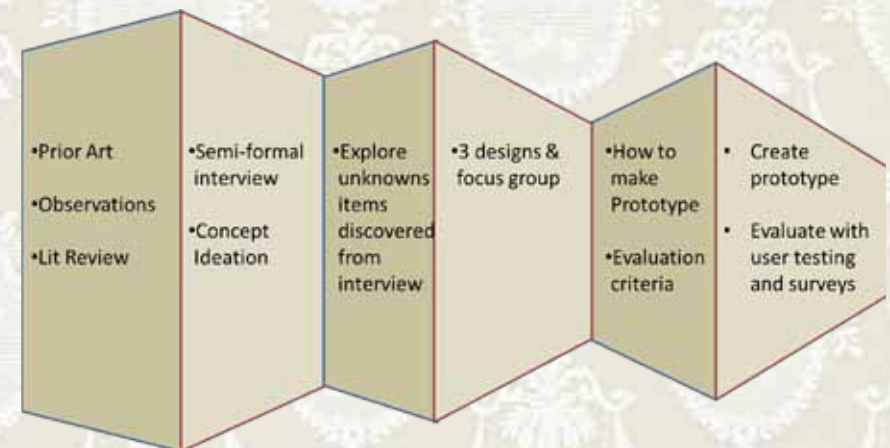 •Prior Art
•Observations
•Lit Review
•Semi-formal
interview
•Concept
Ideation
•Explore
unknowns
items
discovered
from
interview
•3 designs &
focus group
•How to
make
Prototype
•Evaluation
criteria
• Create
prototype
• Evaluate with
user testing
and surveys